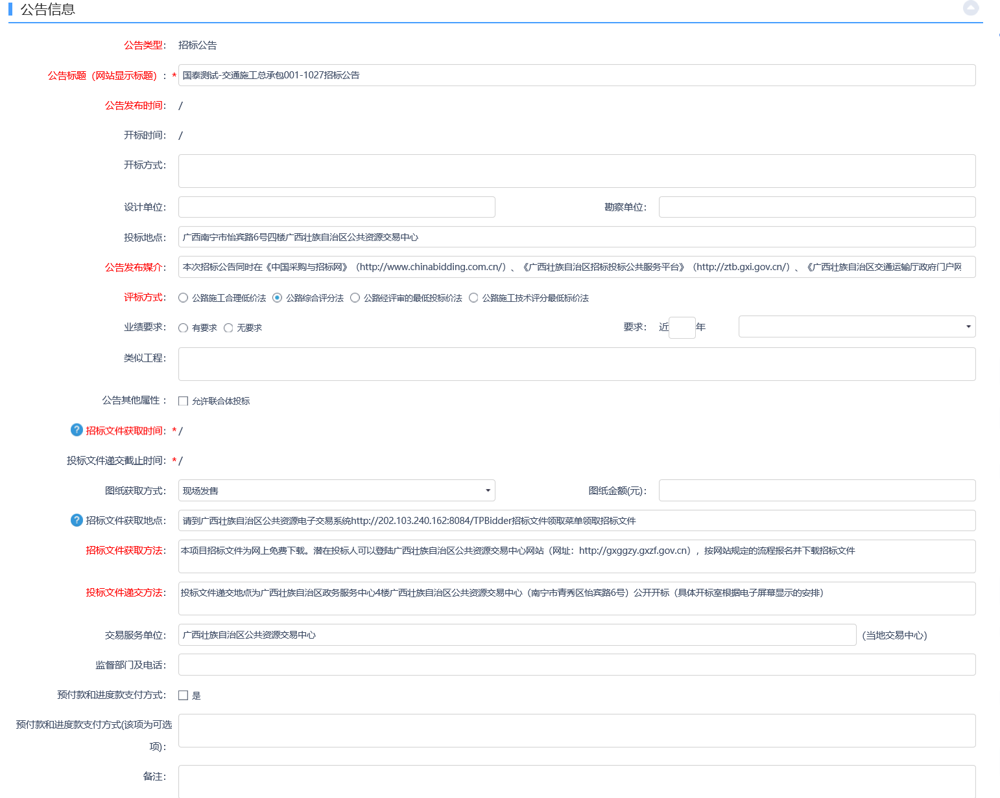 公告信息
公告类型： 招标公告
公告标题（网站显示标题）： * 国泰测试-交通施工总承包001-1027招标公告
公告发布时间： /
开标时间： /
开标方式：
设计单位： 勘察单位：
投标地点： 广西南宁市怡宾路6号四楼广西壮族自治区公共资源交易中心
公告发布媒介： 本次招标公告同时在《中国采购与招标网》（http://www.chinabidding.com.cn/）、《广西壮族自治区招标投标公共服务平台》（http://ztb.gxi.gov.cn/）、《广西壮族自治区交通运输厅政府门户网
评标方式： 公路施工合理低价法 公路综合评分法 公路经评审的最低投标价法 公路施工技术评分最低标价法
业绩要求： 有要求 无要求 要求： 近 年
类似工程：
公告其他属性： 允许联合体投标
? 招标文件获取时间： * /
投标文件递交截止时间： * /
图纸获取方式： 现场发售 图纸金额(元)：
? 招标文件获取地点： 请到广西壮族自治区公共资源电子交易系统http://202.103.240.162:8084/TPBidder招标文件领取菜单领取招标文件
招标文件获取方法： 本项目招标文件为网上免费下载。潜在投标人可以登陆广西壮族自治区公共资源交易中心网站（网址：http://gxggzy.gxzf.gov.cn），按网站规定的流程报名并下载招标文件
投标文件递交方法： 投标文件递交地点为广西壮族自治区政务服务中心4楼广西壮族自治区公共资源交易中心（南宁市青秀区怡宾路6号）公开开标（具体开标室根据电子屏幕显示的安排）
交易服务单位： 广西壮族自治区公共资源交易中心 (当地交易中心)
监督部门及电话：
预付款和进度款支付方式： 是
预付款和进度款支付方式(该项为可选
项)：
备注：